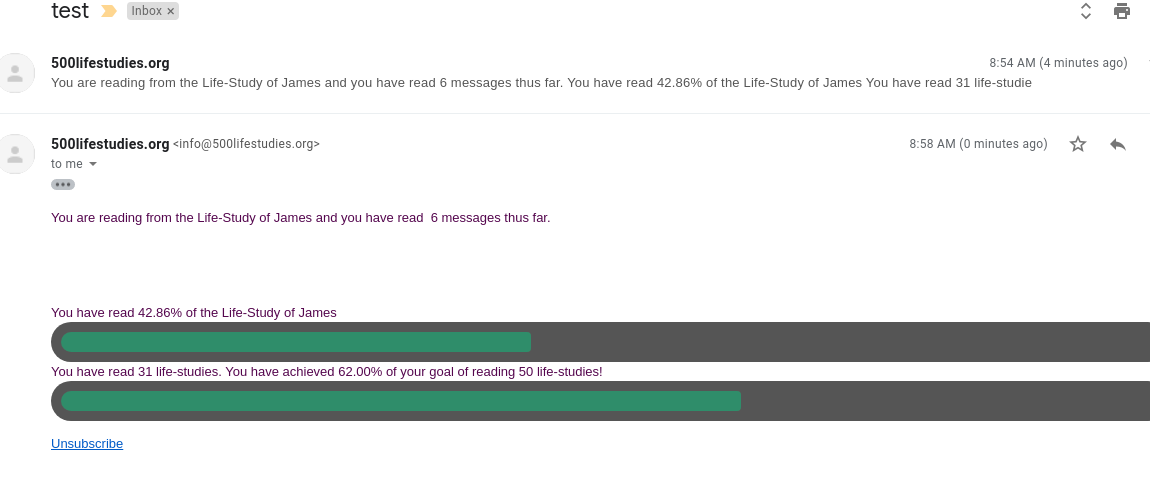 test Inbox ×
500lifestudies.org 8:54 AM (4 minutes ago)
You are reading from the Life-Study of James and you have read 6 messages thus far. You have read 42.86% of the Life-Study of James You have read 31 life-studie
500lifestudies.org <info@500lifestudies.org> 8:58 AM (0 minutes ago)
to me
You are reading from the Life-Study of James and you have read  6 messages thus far.
You have read 42.86% of the Life-Study of James
You have read 31 life-studies. You have achieved 62.00% of your goal of reading 50 life-studies!
Unsubscribe